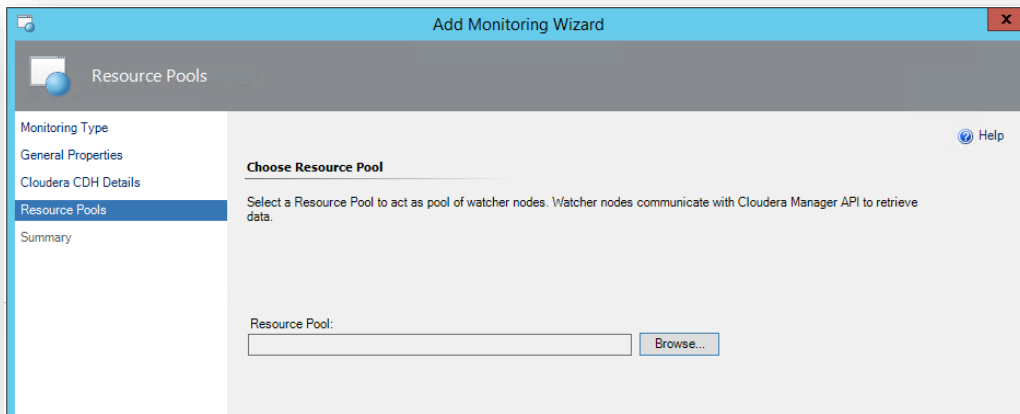 Add Monitoring Wizard
x
Resource Pools
Monitoring Type
General Properties
Cloudera CDH Details
Resource Pools
Summary
Help
Choose Resource Pool
Select a Resource Pool to act as pool of watcher nodes. Watcher nodes communicate with Cloudera Manager API to retrieve
data.
Resource Pool:
Browse...